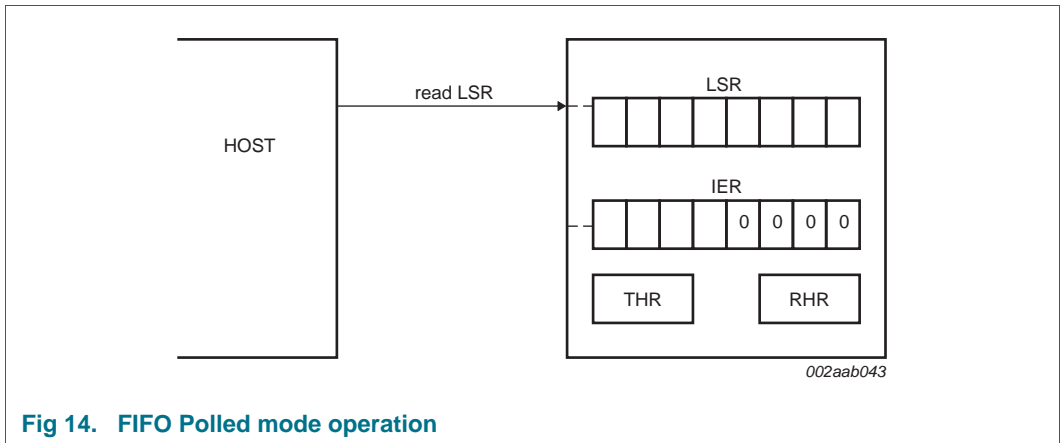 LSR
read LSR
HOST
IER
0 0 0 0
THR RHR
002aab043
Fig 14. FIFO Polled mode operation